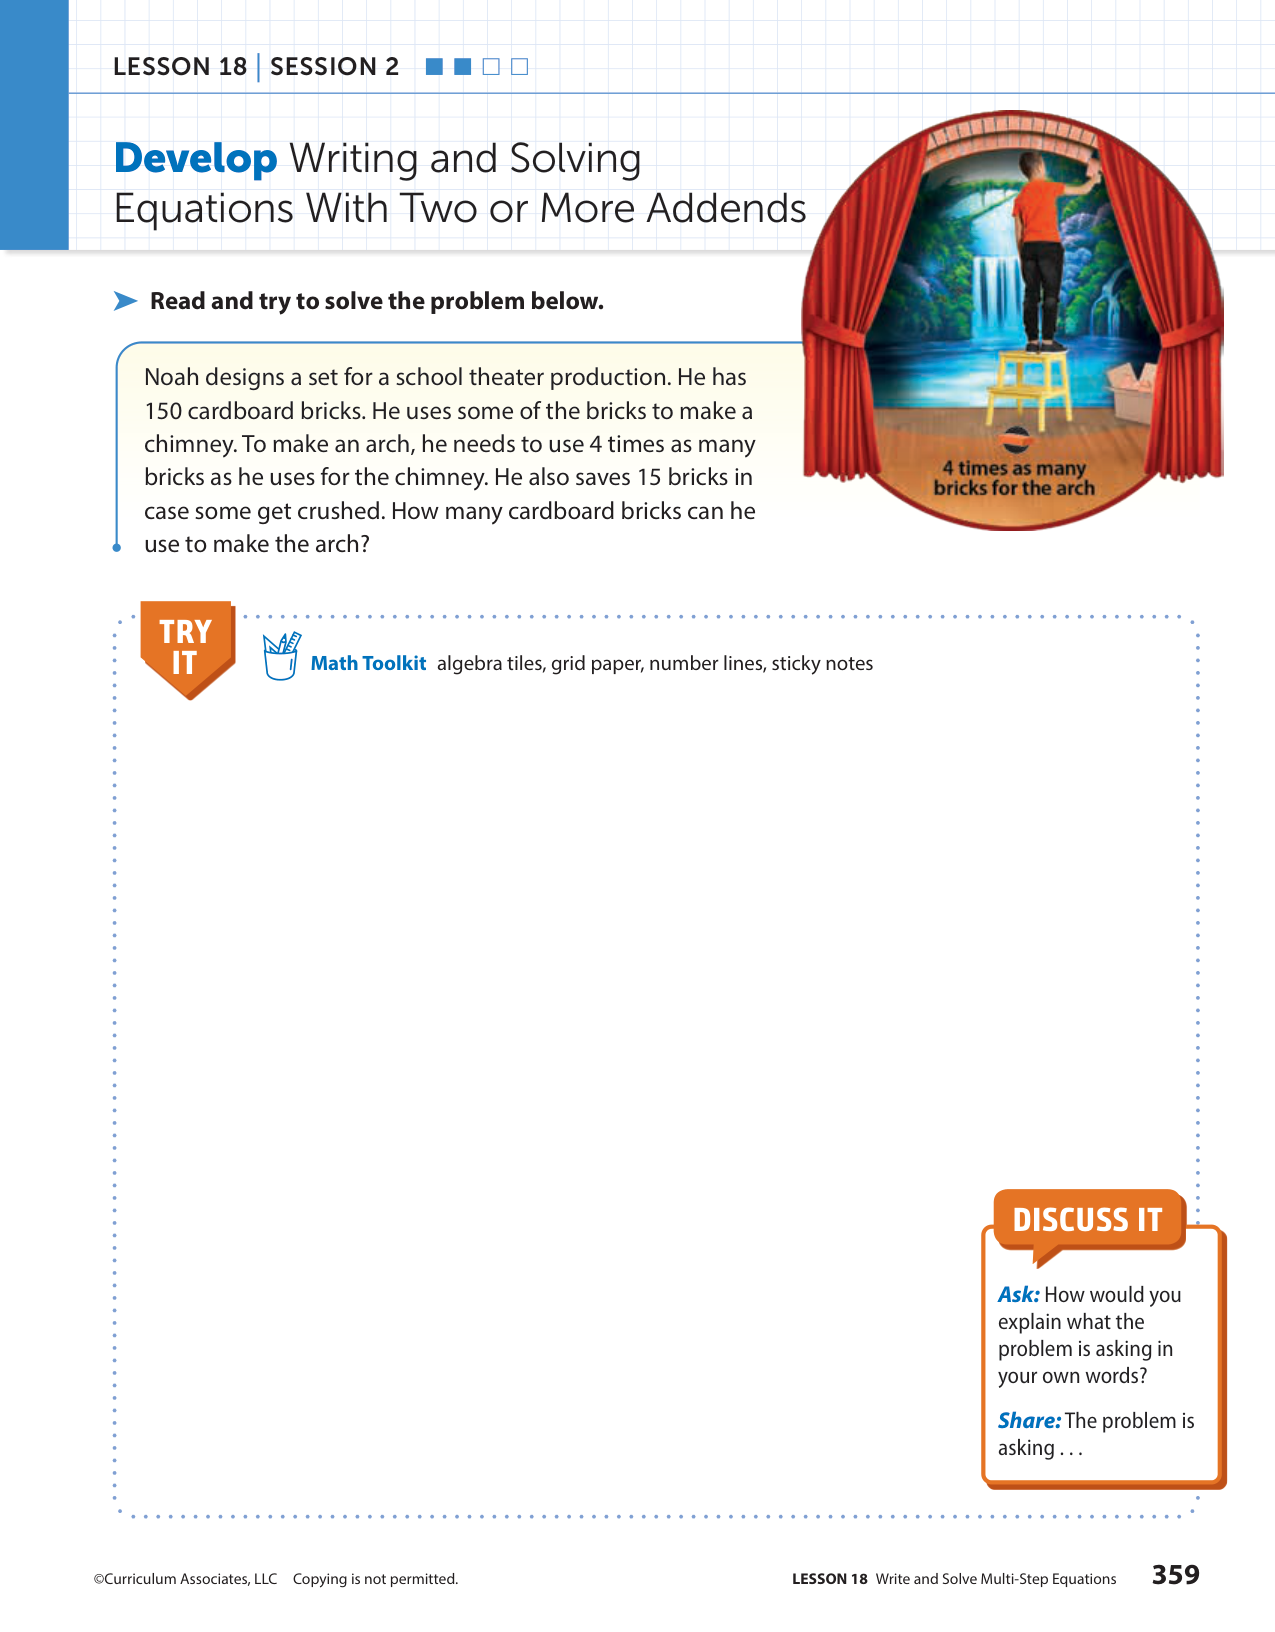 LESSON 18 | SESSION 2
Develop Writing and Solving
Equations With Two or More Addends
Read and try to solve the problem below.
Noah designs a set for a school theater production. He has
150 cardboard bricks. He uses some of the bricks to make a
chimney. To make an arch, he needs to use 4 times as many
bricks as he uses for the chimney. He also saves 15 bricks in
case some get crushed. How many cardboard bricks can he
use to make the arch?
4 times as many
bricks for the arch
TRY
IT
Math Toolkit algebra tiles, grid paper, number lines, sticky notes
DISCUSS IT
Ask: How would you
explain what the
problem is asking in
your own words?
Share: The problem is
asking . . .
©Curriculum Associates, LLC Copying is not permitted.
LESSON 18 Write and Solve Multi-Step Equations 359